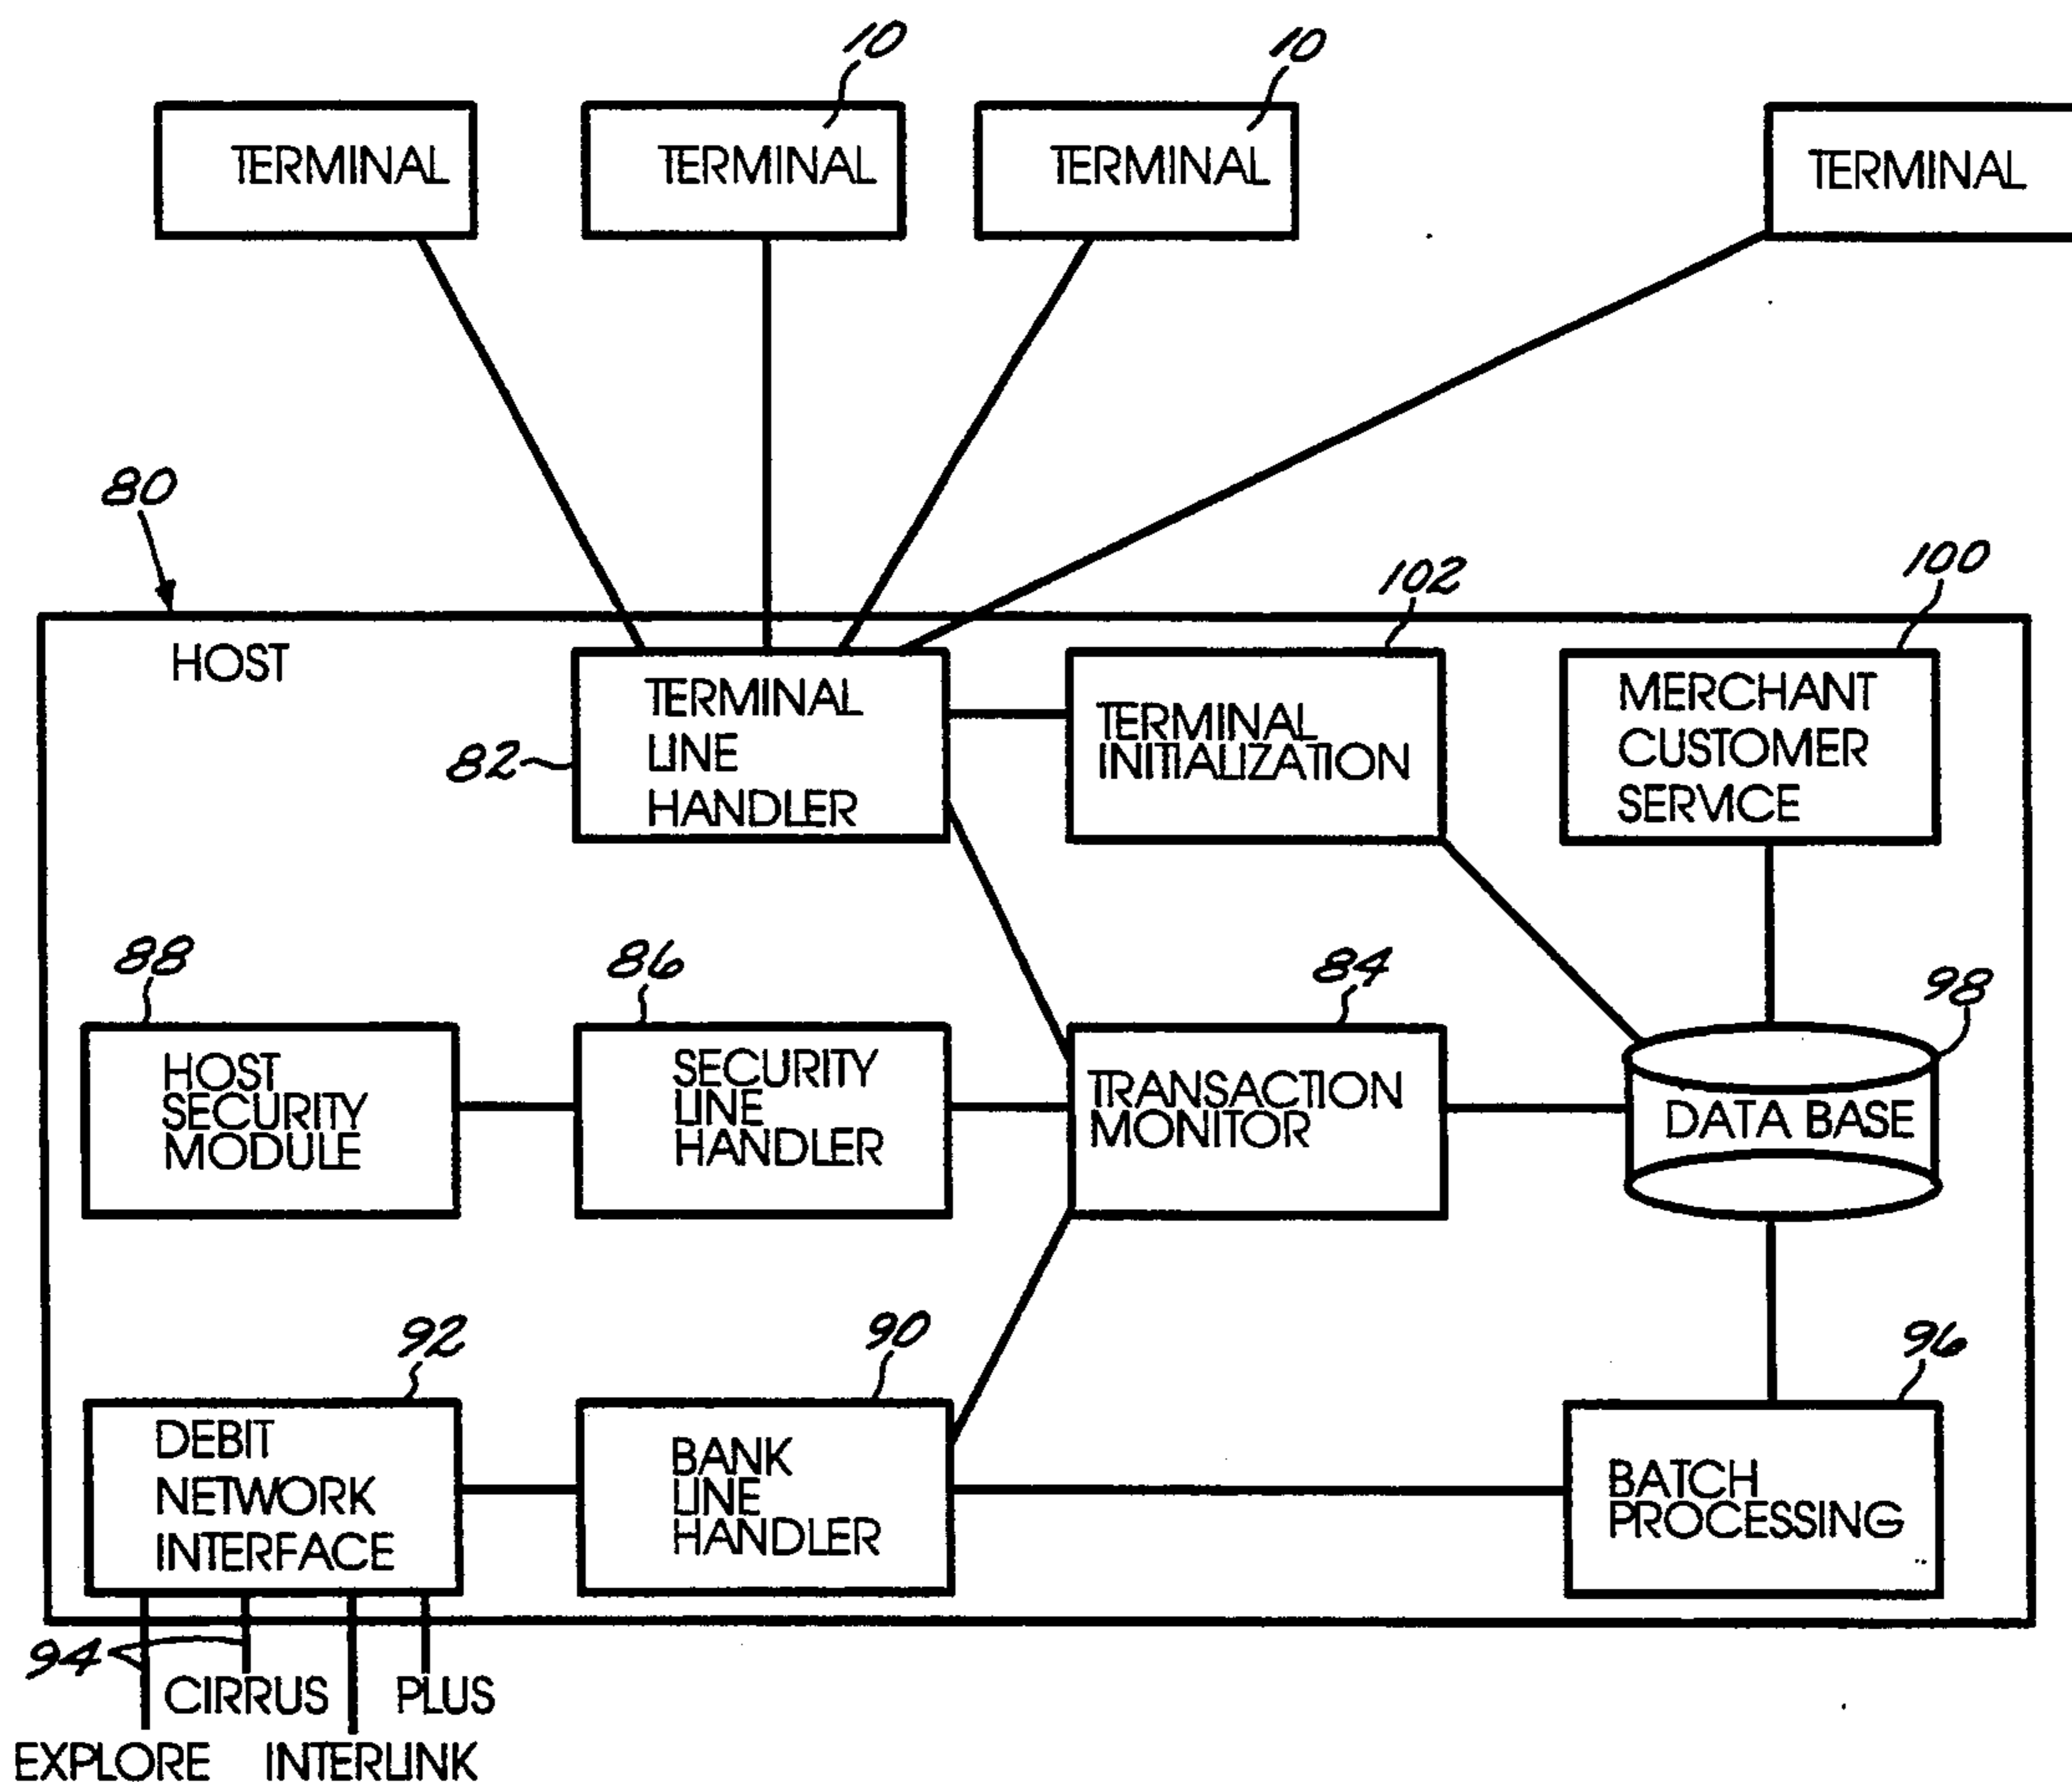 10
10
TERMINAL
TERMINAL
TERMINAL
TERMINAL
80
102
100
HOST
TERMINAL
LINE
HANDLER
82
TERMINAL
INITIALIZATION
MERCHANT
CUSTOMER
SERVICE
88
86
84
98
HOST
SECURITY
MODULE
SECURITY
LINE
HANDLER
TRANSACTION
MONITOR
DATA BASE
92
90
96
DEBIT
NETWORK
INTERFACE
BANK
LINE
HANDLER
BATCH
PROCESSING
94
CIRRUS
PLUS
EXPLORE
INTERLINK